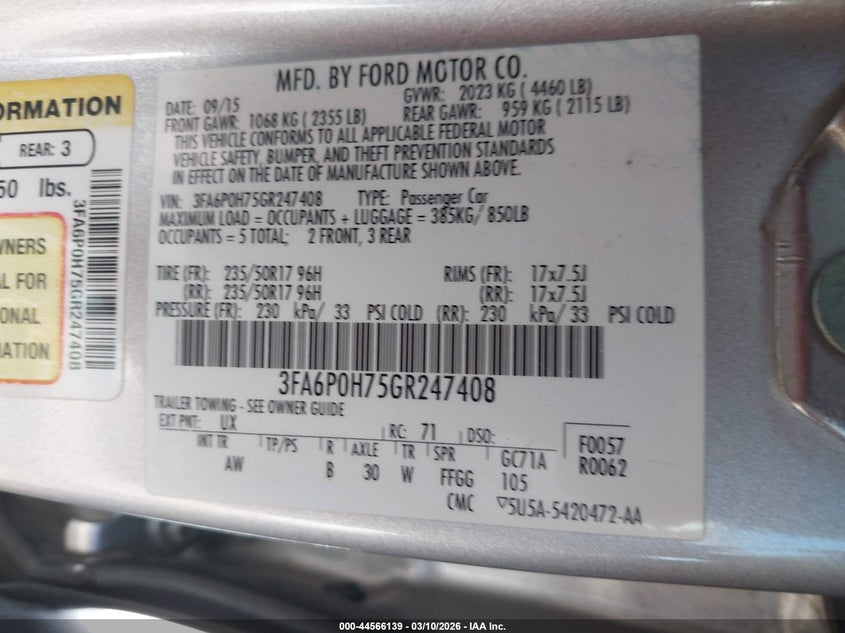 MFD. BY FORD MOTOR CO.
DATE: 09/15 GVWR: 2023 KG ( 4460 LB)
FRONT GAWR: 1068 KG ( 2355 LB) REAR GAWR: 959 KG ( 2115 LB)
THIS VEHICLE CONFORMS TO ALL APPLICABLE FEDERAL MOTOR
VEHICLE SAFETY, BUMPER, AND THEFT PREVENTION STANDARDS
IN EFFECT ON THE DATE OF MANUFACTURE SHOWN ABOVE.
VIN: 3FA6P0H75GR247408 TYPE: Passenger Car
MAXIMUM LOAD = OCCUPANTS + LUGGAGE = 385KG/ 850LB
OCCUPANTS = 5 TOTAL; 2 FRONT, 3 REAR
TIRE (FR): 235/50R17 96H RIMS (FR): 17x7.5J
(RR): 235/50R17 96H (RR): 17x7.5J
PRESSURE (FR): 230 kPa/ 33 PSI COLD (RR): 230 kPa/ 33 PSI COLD
3FA6P0H75GR247408
TRAILER TOWING - SEE OWNER GUIDE
EXT PNT: UX RC: 71 DSO:
INT TR TP/PS R AXLE TR SPR GC71A F0057
AW B 30 W FFGG 105 R0062
CMC 5U5A-5420472-AA
ORMATION
REAR: 3
50 lbs.
WNERS
AL FOR
IONAL
MATION
3FA6P0H75GR247408
000-44566139 - 03/10/2026 - IAA Inc.